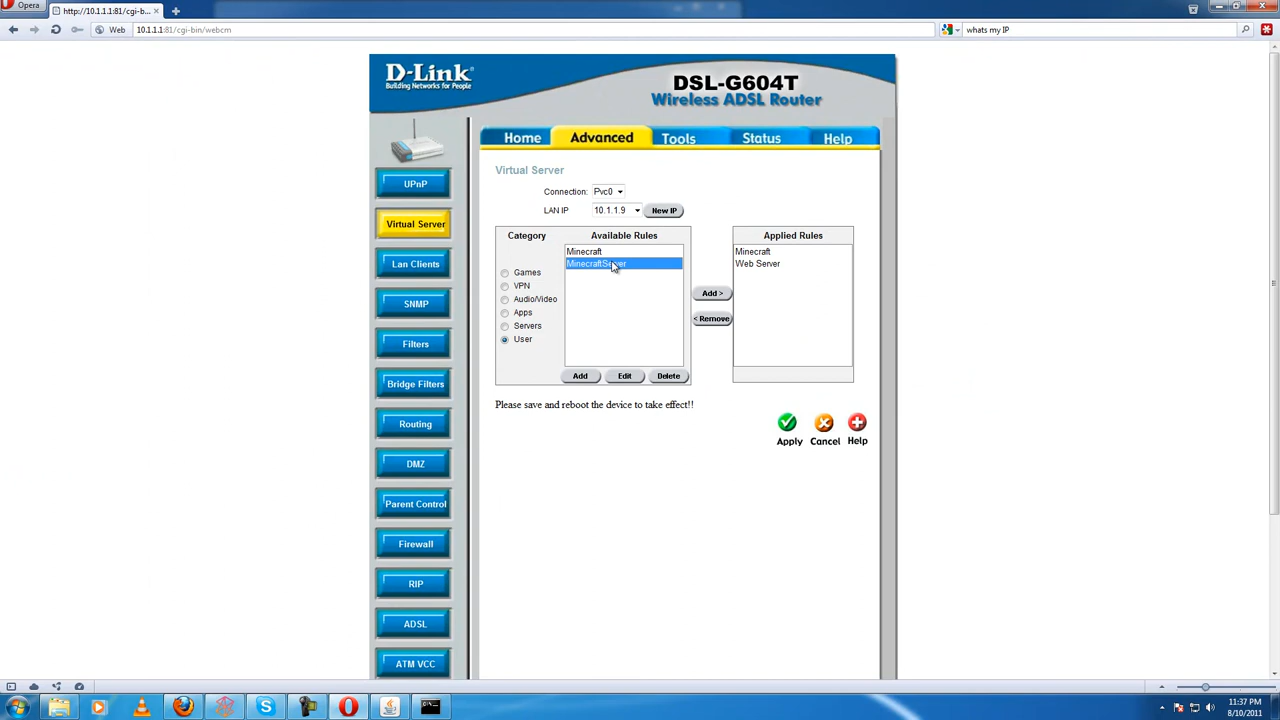 Opera
http://10.1.1.1:81/cgi-b...
Web
10.1.1.1:81/cgi-bin/webcm
whats my IP
D-Link
Building Networks for People
DSL-G604T
Wireless ADSL Router
Home
Advanced
Tools
Status
Help
UPnP
Virtual Server
Lan Clients
SNMP
Filters
Bridge Filters
Routing
DMZ
Parent Control
Firewall
RIP
ADSL
ATM VCC
Virtual Server
Connection: Pvc0
LAN IP 10.1.1.9 New IP
Category
Available Rules
Applied Rules
Games
VPN
Audio/Video
Apps
Servers
User
Minecraft
MinecraftServer
Add >
< Remove
Minecraft
Web Server
Add
Edit
Delete
Please save and reboot the device to take effect!!
Apply
Cancel
Help
11:37 PM
8/10/2011